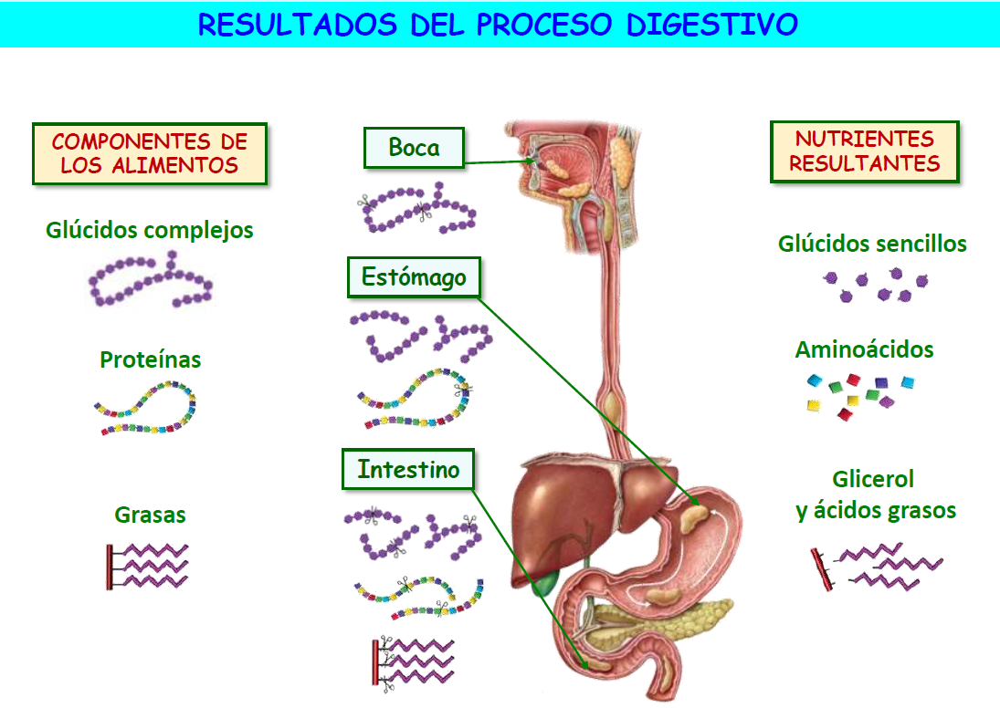 RESULTADOS DEL PROCESO DIGESTIVO
COMPONENTES DE
LOS ALIMENTOS
Glúcidos complejos
Proteínas
Grasas
Boca
Estómago
Intestino
NUTRIENTES
RESULTANTES
Glúcidos sencillos
Aminoácidos
Glicerol
y ácidos grasos